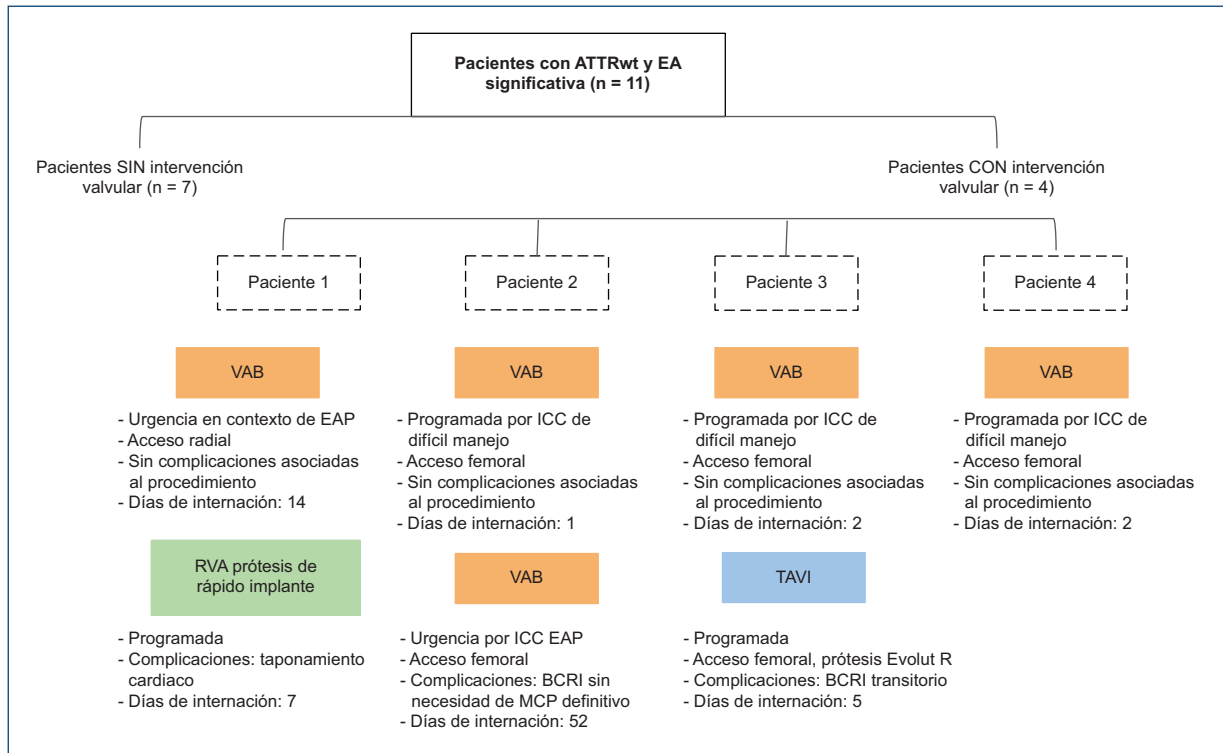 Pacientes con ATTRwt y EA
significativa (n = 11)
Pacientes SIN intervención
valvular (n = 7)
Pacientes CON intervención
valvular (n = 4)
Paciente 1
Paciente 2
Paciente 3
Paciente 4
VAB
- Urgencia en contexto de EAP
- Acceso radial
- Sin complicaciones asociadas
al procedimiento
- Días de internación: 14
VAB
- Programada por ICC de
difícil manejo
- Acceso femoral
- Sin complicaciones asociadas
al procedimiento
- Días de internación: 1
VAB
- Programada por ICC de
difícil manejo
- Acceso femoral
- Sin complicaciones asociadas
al procedimiento
- Días de internación: 2
VAB
- Programada por ICC de
difícil manejo
- Acceso femoral
- Sin complicaciones asociadas
al procedimiento
- Días de internación: 2
RVA prótesis de
rápido implante
- Programada
- Complicaciones: taponamiento
cardiaco
- Días de internación: 7
VAB
- Urgencia por ICC EAP
- Acceso femoral
- Complicaciones: BCRI sin
necesidad de MCP definitivo
- Días de internación: 52
TAVI
- Programada
- Acceso femoral, prótesis Evolut R
- Complicaciones: BCRI transitorio
- Días de internación: 5